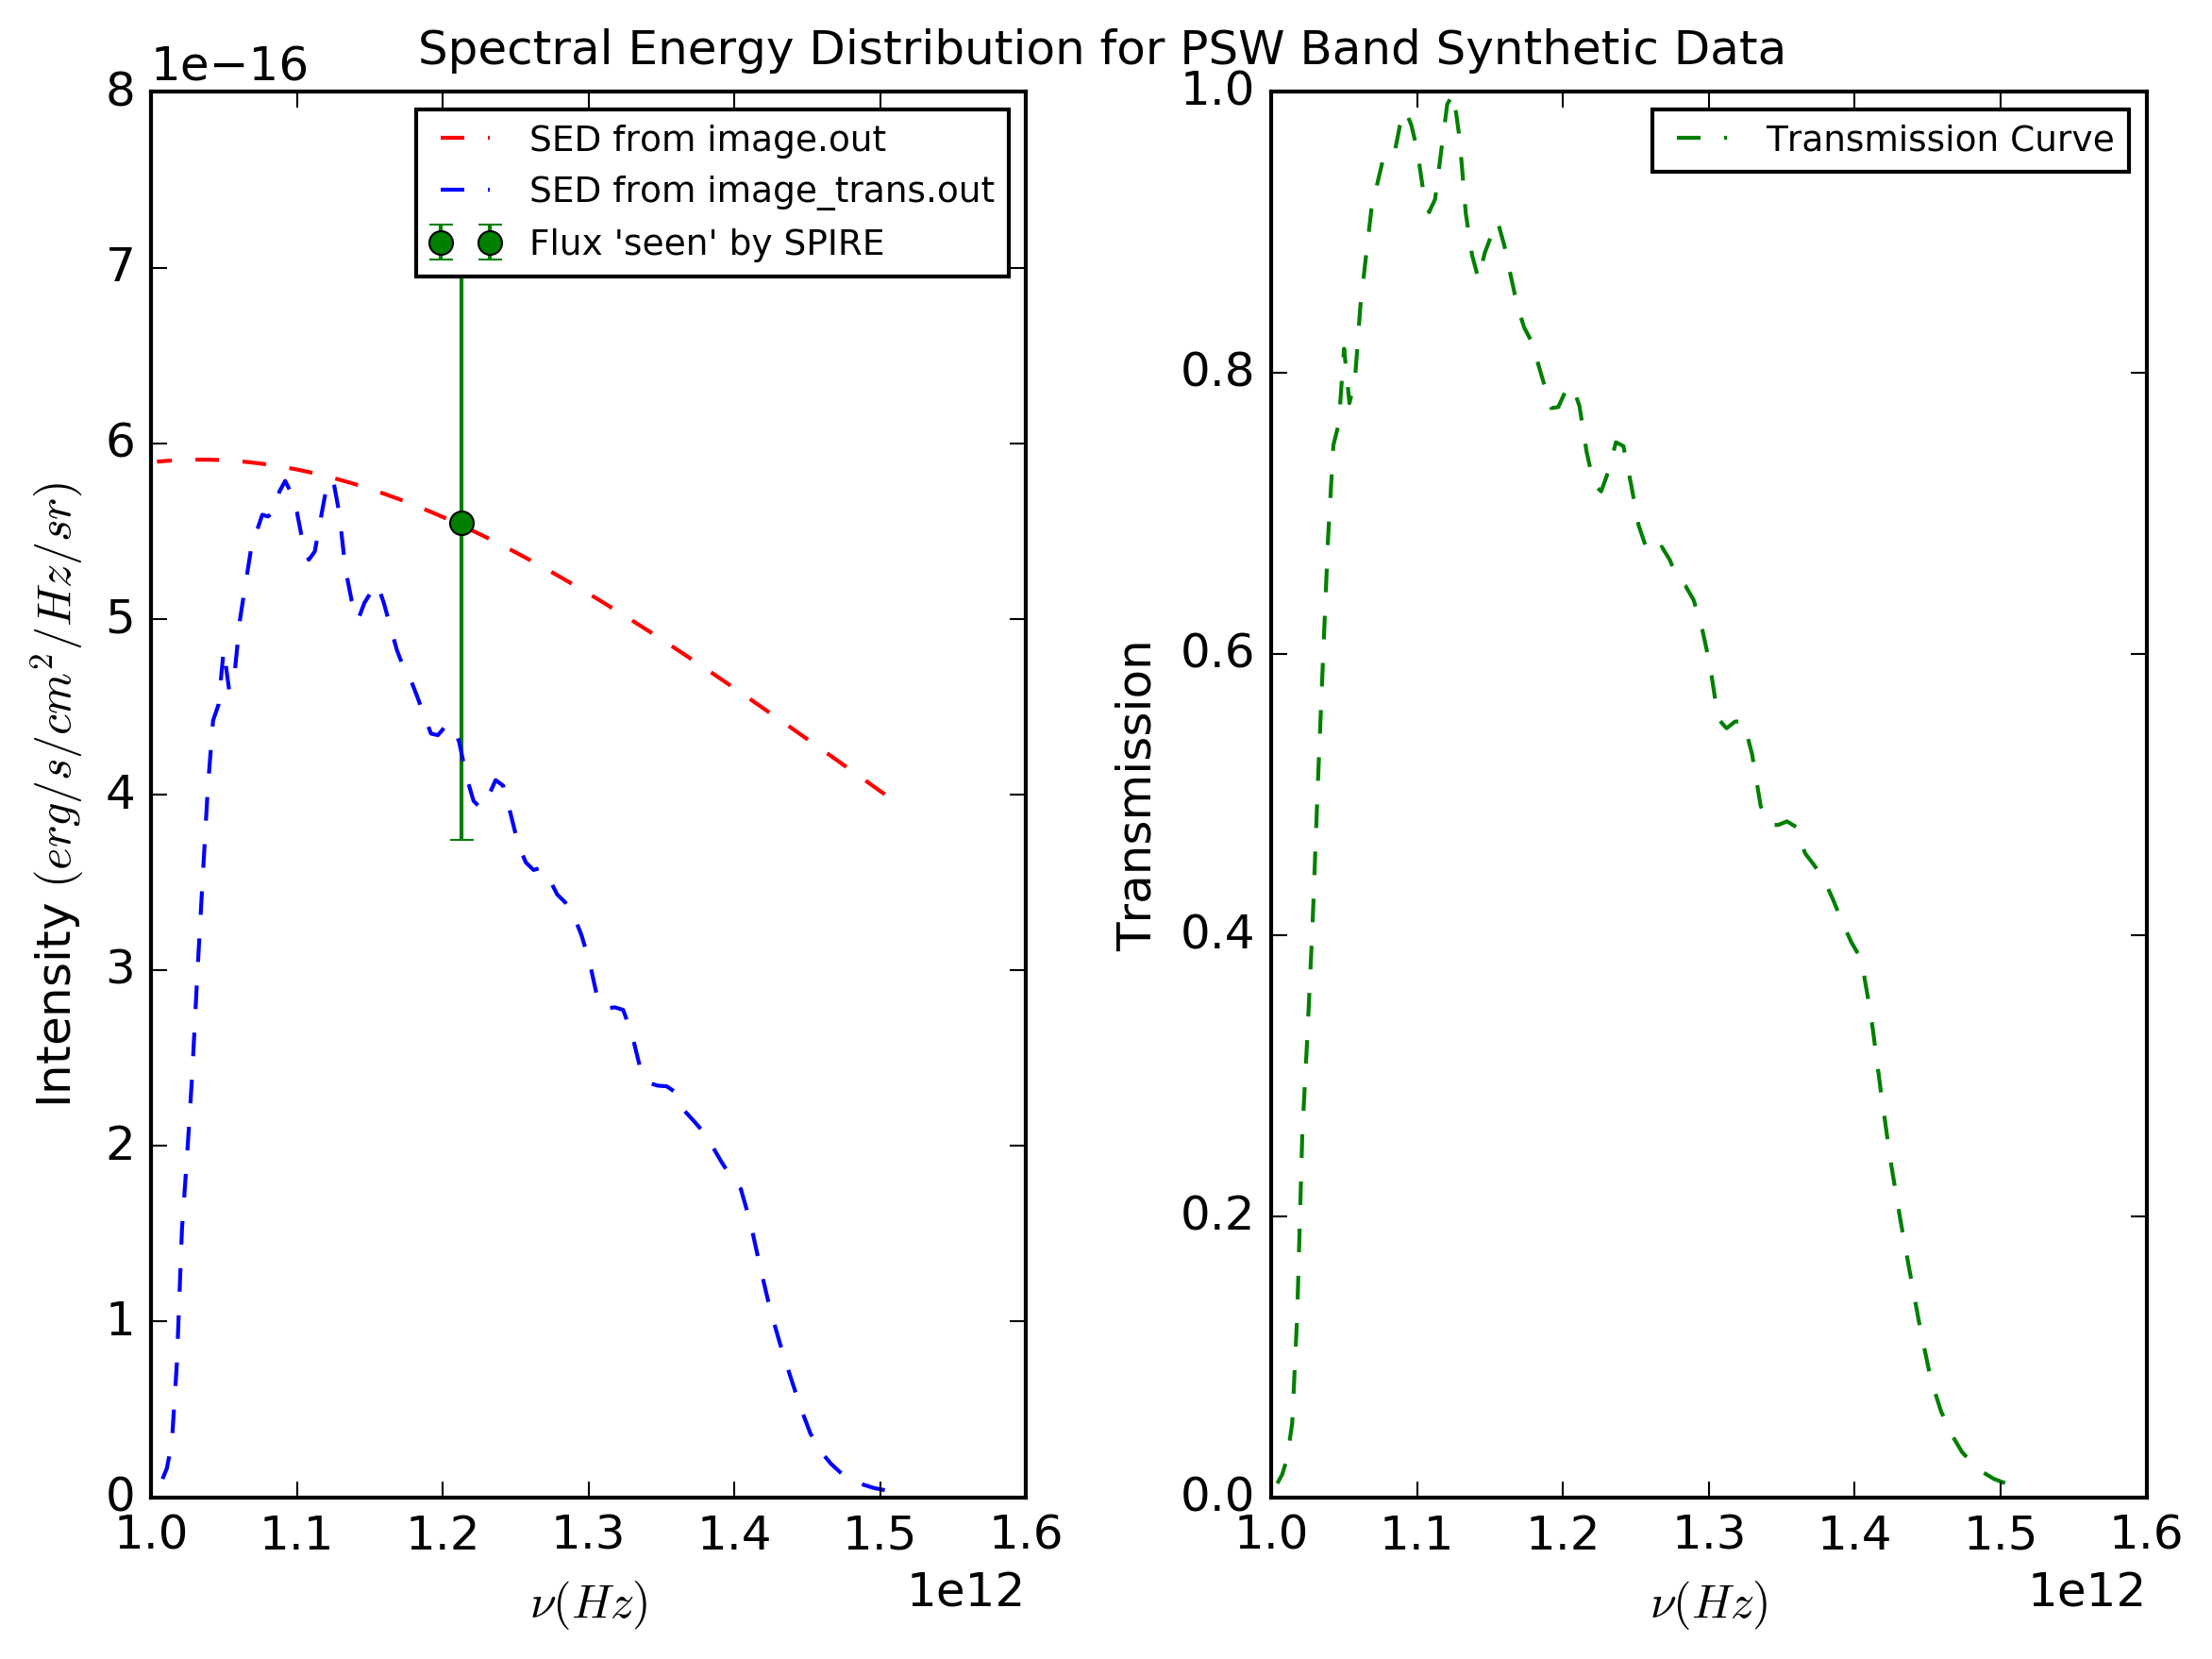 Spectral Energy Distribution for PSW Band Synthetic Data
1e−16
8
7
6
5
4
3
2
1
0
Intensity (erg/s/cm²/Hz/sr)
SED from image.out
SED from image_trans.out
Flux 'seen' by SPIRE
1.0 1.1 1.2 1.3 1.4 1.5 1.6
1e12
ν(Hz)
1.0
0.8
0.6
0.4
0.2
0.0
Transmission
Transmission Curve
1.0 1.1 1.2 1.3 1.4 1.5 1.6
1e12
ν(Hz)